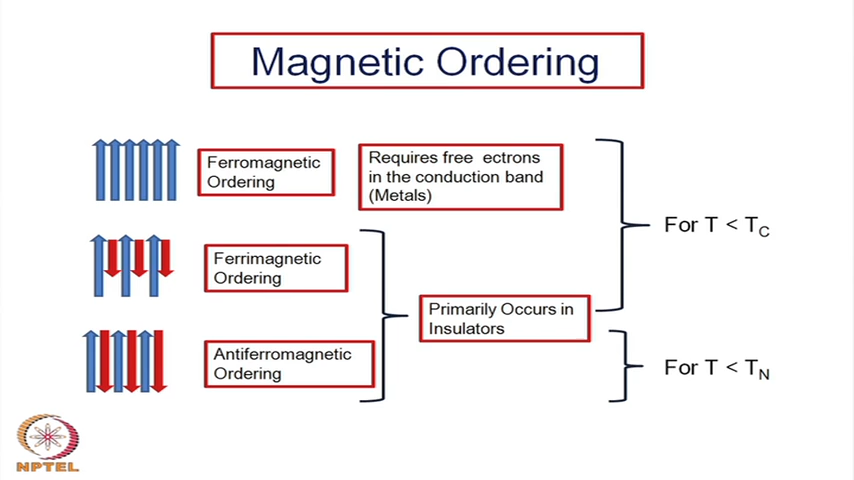 Magnetic Ordering
Ferromagnetic
Ordering
Requires free ectrons
in the conduction band
(Metals)
For T < TC
Ferrimagnetic
Ordering
Primarily Occurs in
Insulators
Antiferromagnetic
Ordering
For T < TN
NPTEL